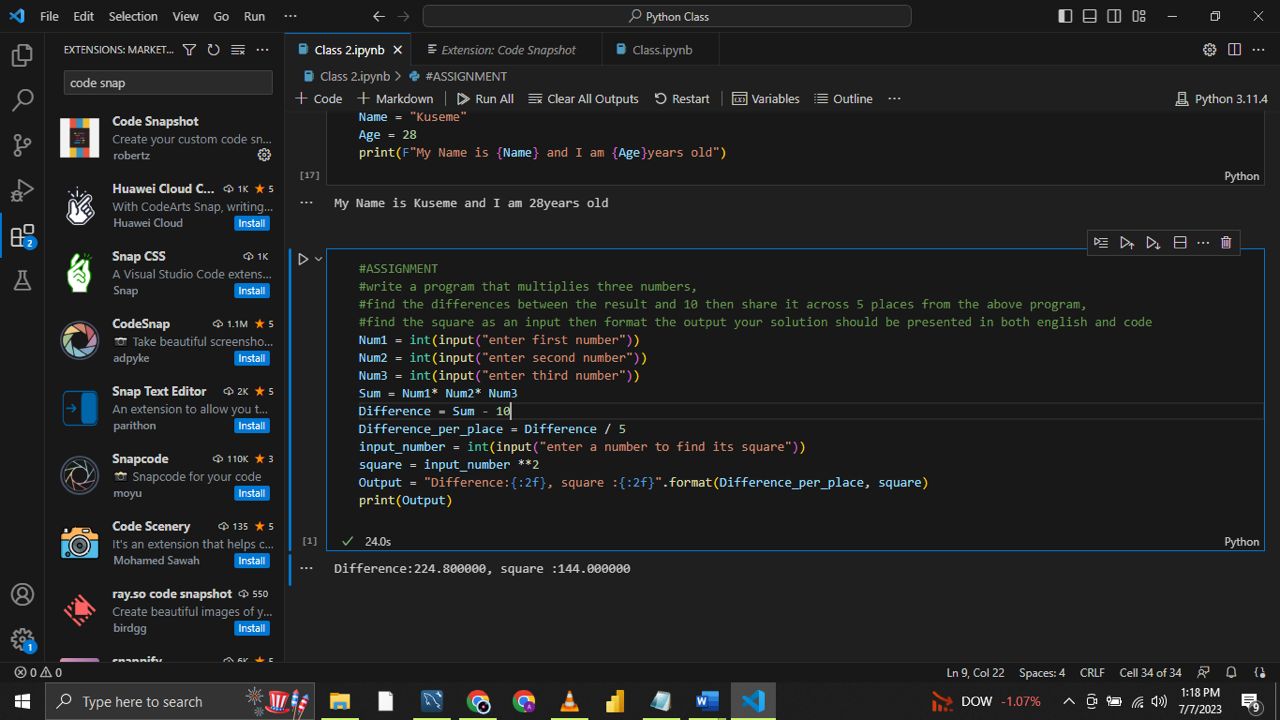 File Edit Selection View Go Run ··· Python Class
EXTENSIONS: MARKET...
code snap
Code Snapshot
Create your custom code sn...
robertz
Huawei Cloud C... 1K 5
With CodeArts Snap, writing...
Huawei Cloud Install
Snap CSS 1K
A Visual Studio Code extens...
Snap Install
CodeSnap 1.1M 5
Take beautiful screensho...
adpyke Install
Snap Text Editor 2K 5
An extension to allow you t...
parithon Install
Snapcode 110K 3
Snapcode for your code
moyu Install
Code Scenery 135 5
It's an extension that helps c...
Mohamed Sawah Install
ray.so code snapshot 550
Create beautiful images of y...
birdgg Install
snappify 6K 5
2
1
Class 2.ipynb Extension: Code Snapshot Class.ipynb
Class 2.ipynb > #ASSIGNMENT
+ Code + Markdown Run All Clear All Outputs Restart Variables Outline ··· Python 3.11.4
Name = "Kuseme"
Age = 28
print(F"My Name is {Name} and I am {Age}years old")
[17] Python
My Name is Kuseme and I am 28years old
#ASSIGNMENT
#write a program that multiplies three numbers,
#find the differences between the result and 10 then share it across 5 places from the above program,
#find the square as an input then format the output your solution should be presented in both english and code
Num1 = int(input("enter first number"))
Num2 = int(input("enter second number"))
Num3 = int(input("enter third number"))
Sum = Num1* Num2* Num3
Difference = Sum - 10
Difference_per_place = Difference / 5
input_number = int(input("enter a number to find its square"))
square = input_number **2
Output = "Difference:{:2f}, square :{:2f}".format(Difference_per_place, square)
print(Output)
[1] 24.0s Python
Difference:224.800000, square :144.000000
0 0 Ln 9, Col 22 Spaces: 4 CRLF Cell 34 of 34
Type here to search DOW -1.07% 1:18 PM
7/7/2023 9